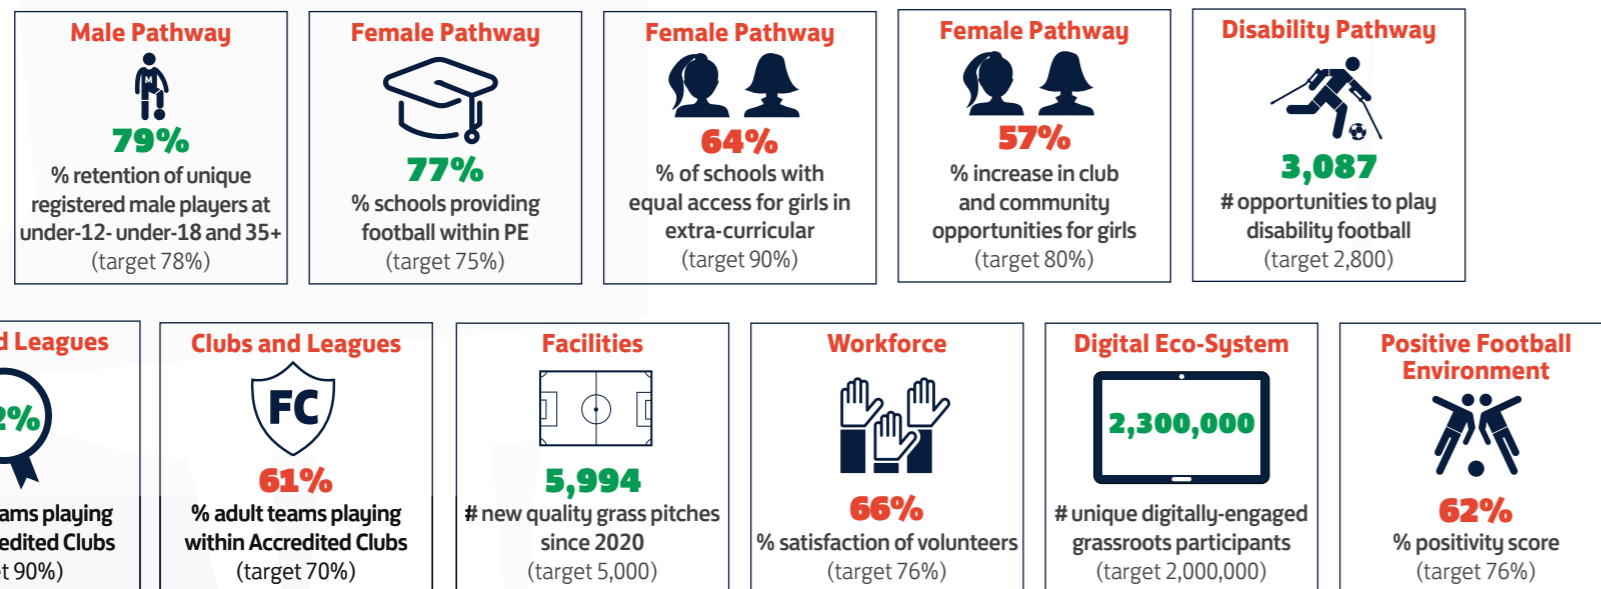 Male Pathway
M
79%
% retention of unique
registered male players at
under-12- under-18 and 35+
(target 78%)
Female Pathway
77%
% schools providing
football within PE
(target 75%)
Female Pathway
64%
% of schools with
equal access for girls in
extra-curricular
(target 90%)
Female Pathway
57%
% increase in club
and community
opportunities for girls
(target 80%)
Disability Pathway
3,087
# opportunities to play
disability football
(target 2,800)
Leagues
playing
Clubs
90%)
Clubs and Leagues
FC
61%
% adult teams playing
within Accredited Clubs
(target 70%)
Facilities
5,994
# new quality grass pitches
since 2020
(target 5,000)
Workforce
66%
% satisfaction of volunteers
(target 76%)
Digital Eco-System
2,300,000
# unique digitally-engaged
grassroots participants
(target 2,000,000)
Positive Football
Environment
62%
% positivity score
(target 76%)